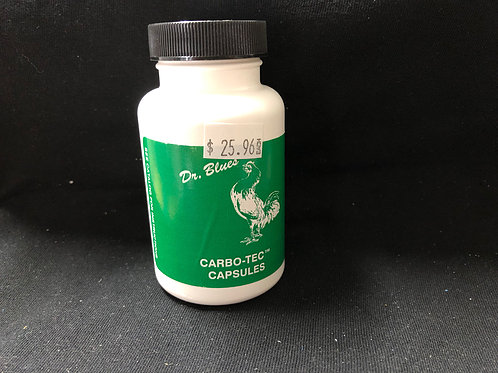 $ 25.96
Dr. Blues
CARBO-TEC™
CAPSULES